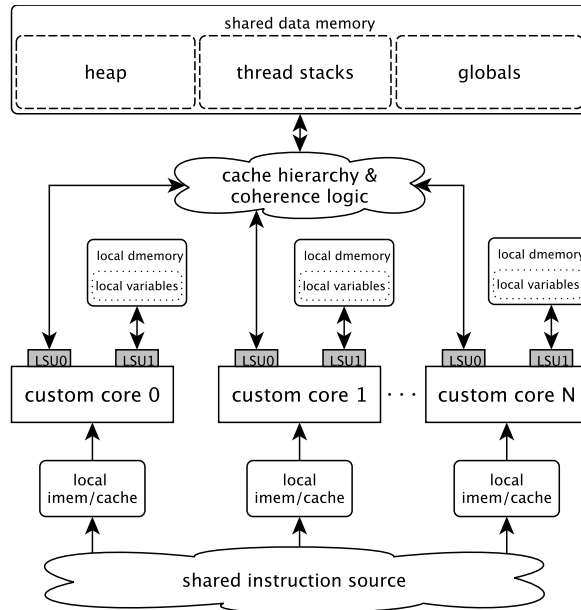 shared data memory
heap
thread stacks
globals
cache hierarchy &
coherence logic
local dmemory
local variables
local dmemory
local variables
local dmemory
local variables
LSU0
LSU1
LSU0
LSU1
LSU0
LSU1
custom core 0
custom core 1
· · ·
custom core N
local
imem/cache
local
imem/cache
local
imem/cache
shared instruction source